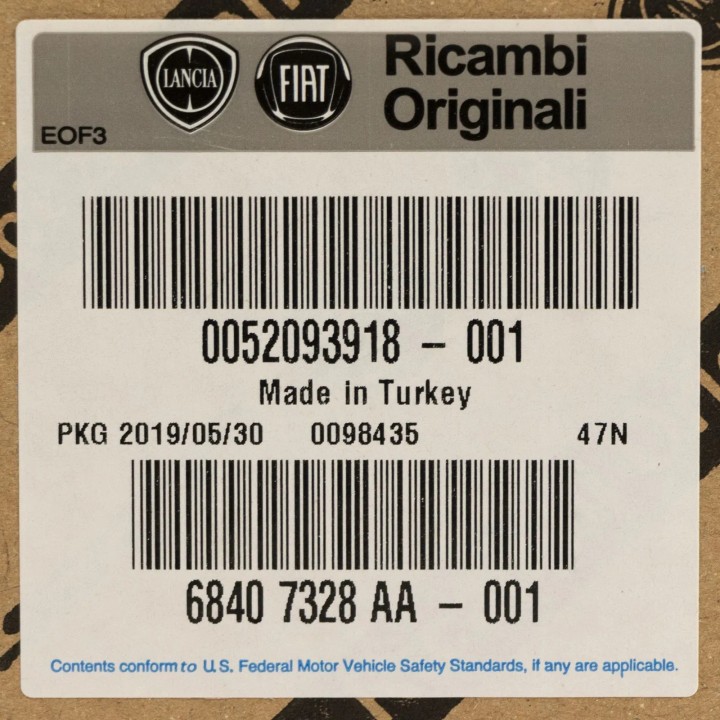 LANCIA FIAT Ricambi
Originali
EOF3
0052093918 - 001
Made in Turkey
PKG 2019/05/30 0098435 47N
6840 7328 AA - 001
Contents conform to U.S. Federal Motor Vehicle Safety Standards, if any are applicable.